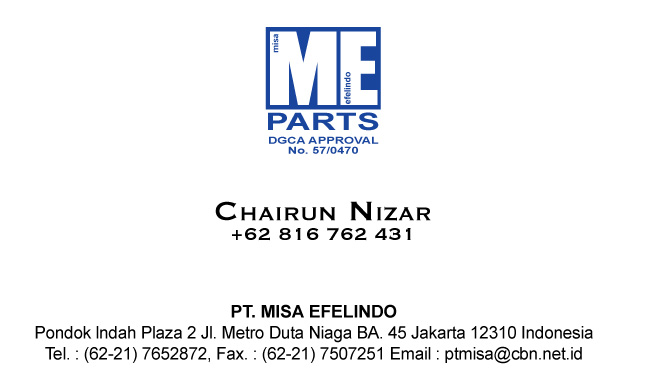 misa
ME
efelindo
PARTS
DGCA APPROVAL
No. 57/0470
CHAIRUN NIZAR
+62 816 762 431
PT. MISA EFELINDO
Pondok Indah Plaza 2 Jl. Metro Duta Niaga BA. 45 Jakarta 12310 Indonesia
Tel. : (62-21) 7652872, Fax. : (62-21) 7507251 Email : ptmisa@cbn.net.id